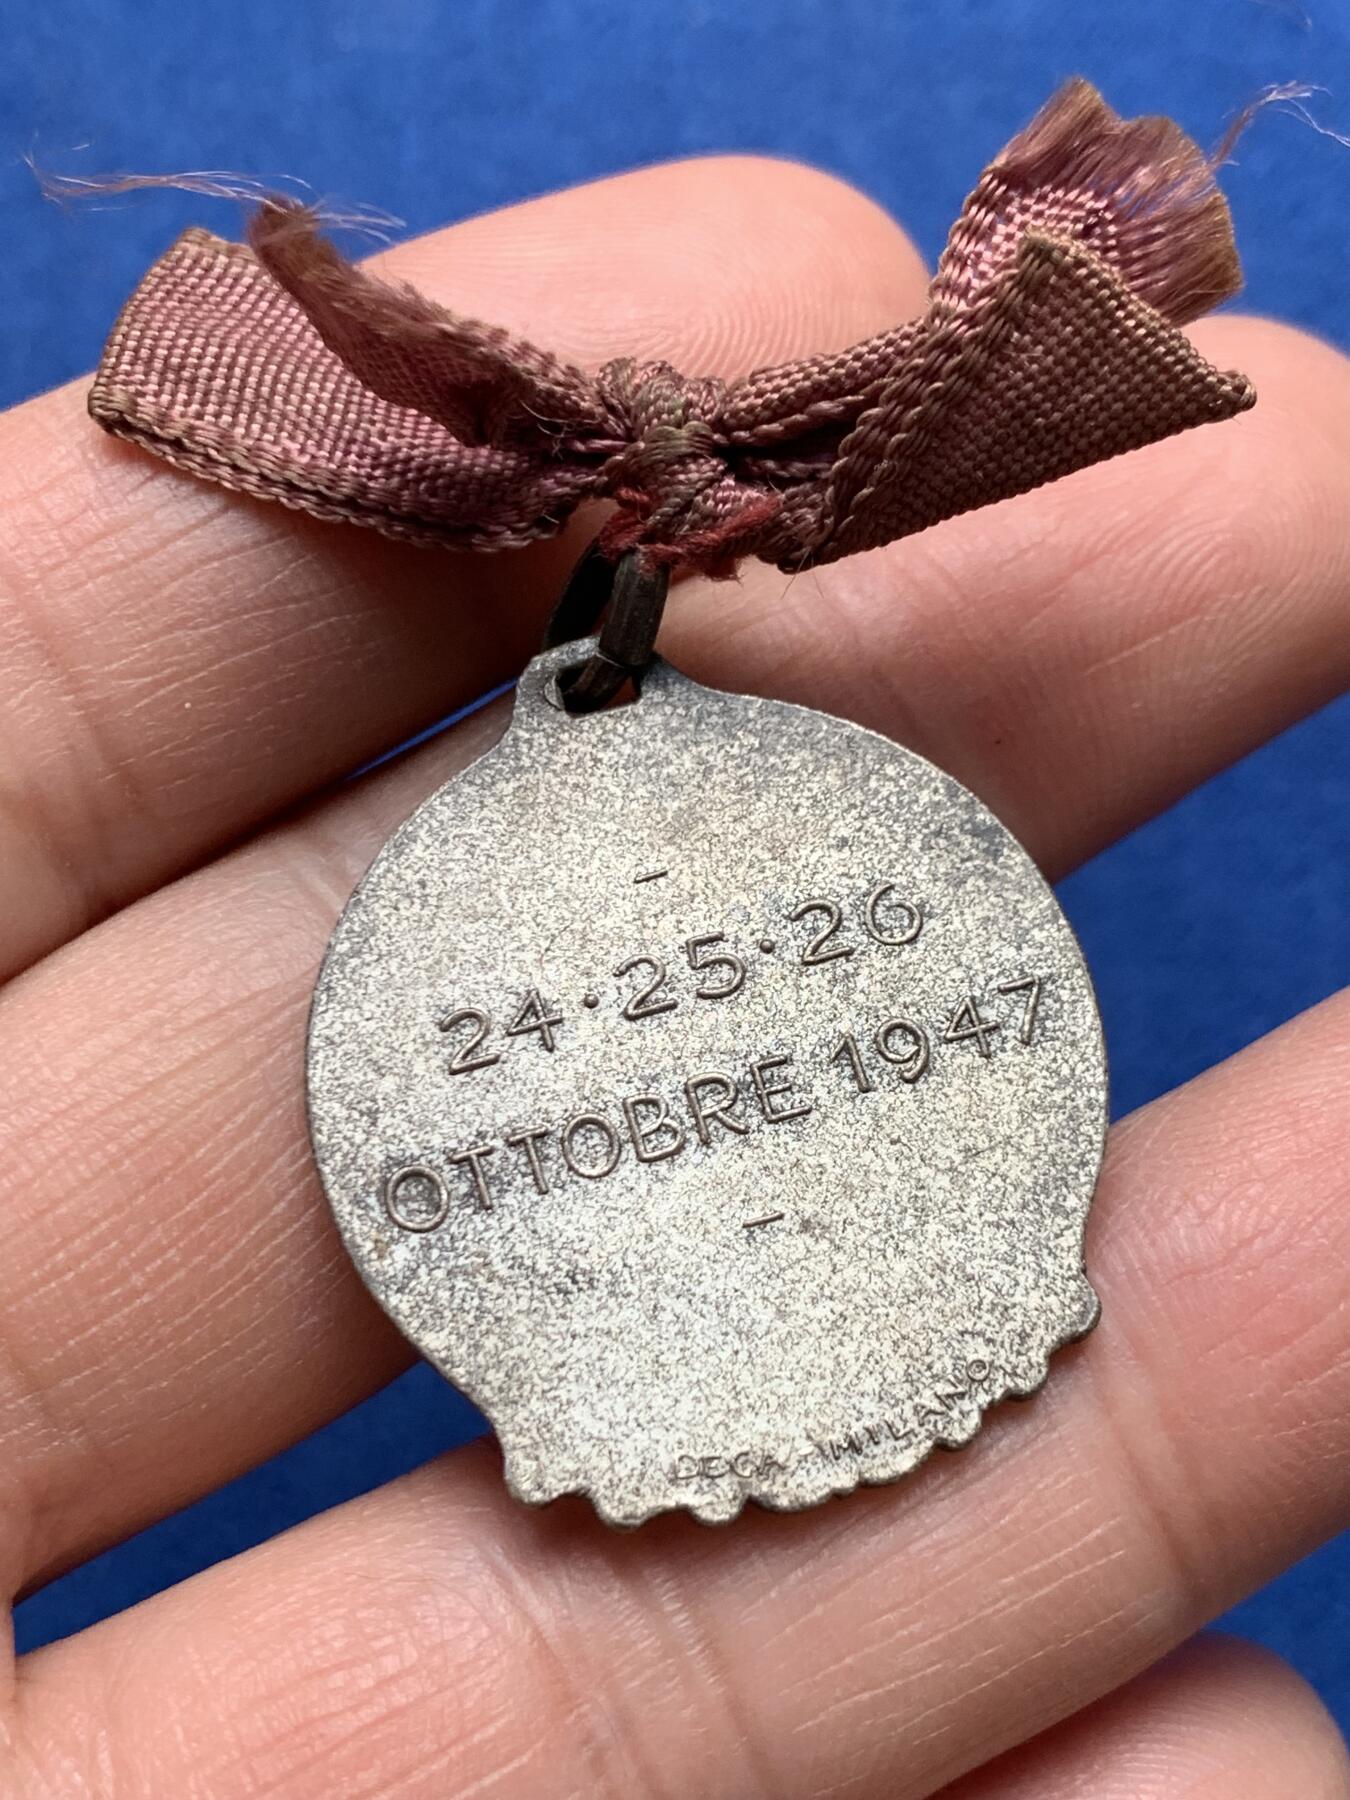 24·25·26
OTTOBRE 1947
DEGA - MILANO